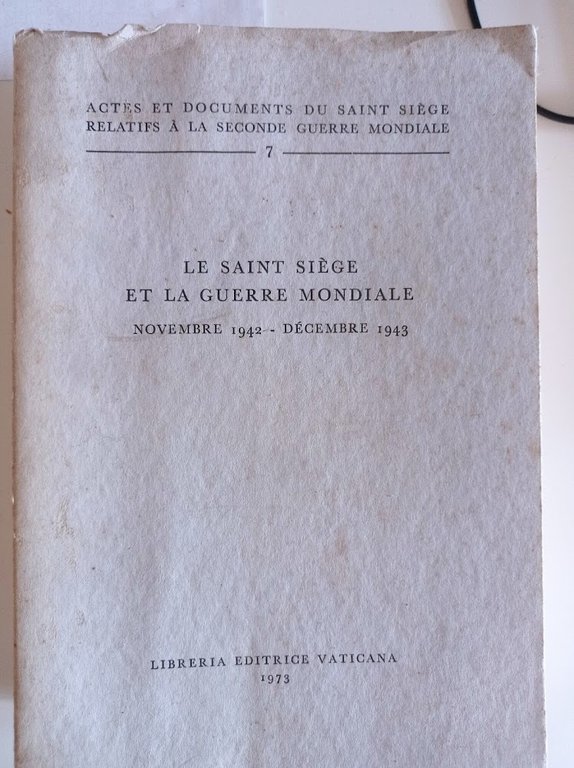 ACTES ET DOCUMENTS DU SAINT SIÈGE
RELATIFS À LA SECONDE GUERRE MONDIALE
7
LE SAINT SIÈGE
ET LA GUERRE MONDIALE
NOVEMBRE 1942 - DÉCEMBRE 1943
LIBRERIA EDITRICE VATICANA
1973